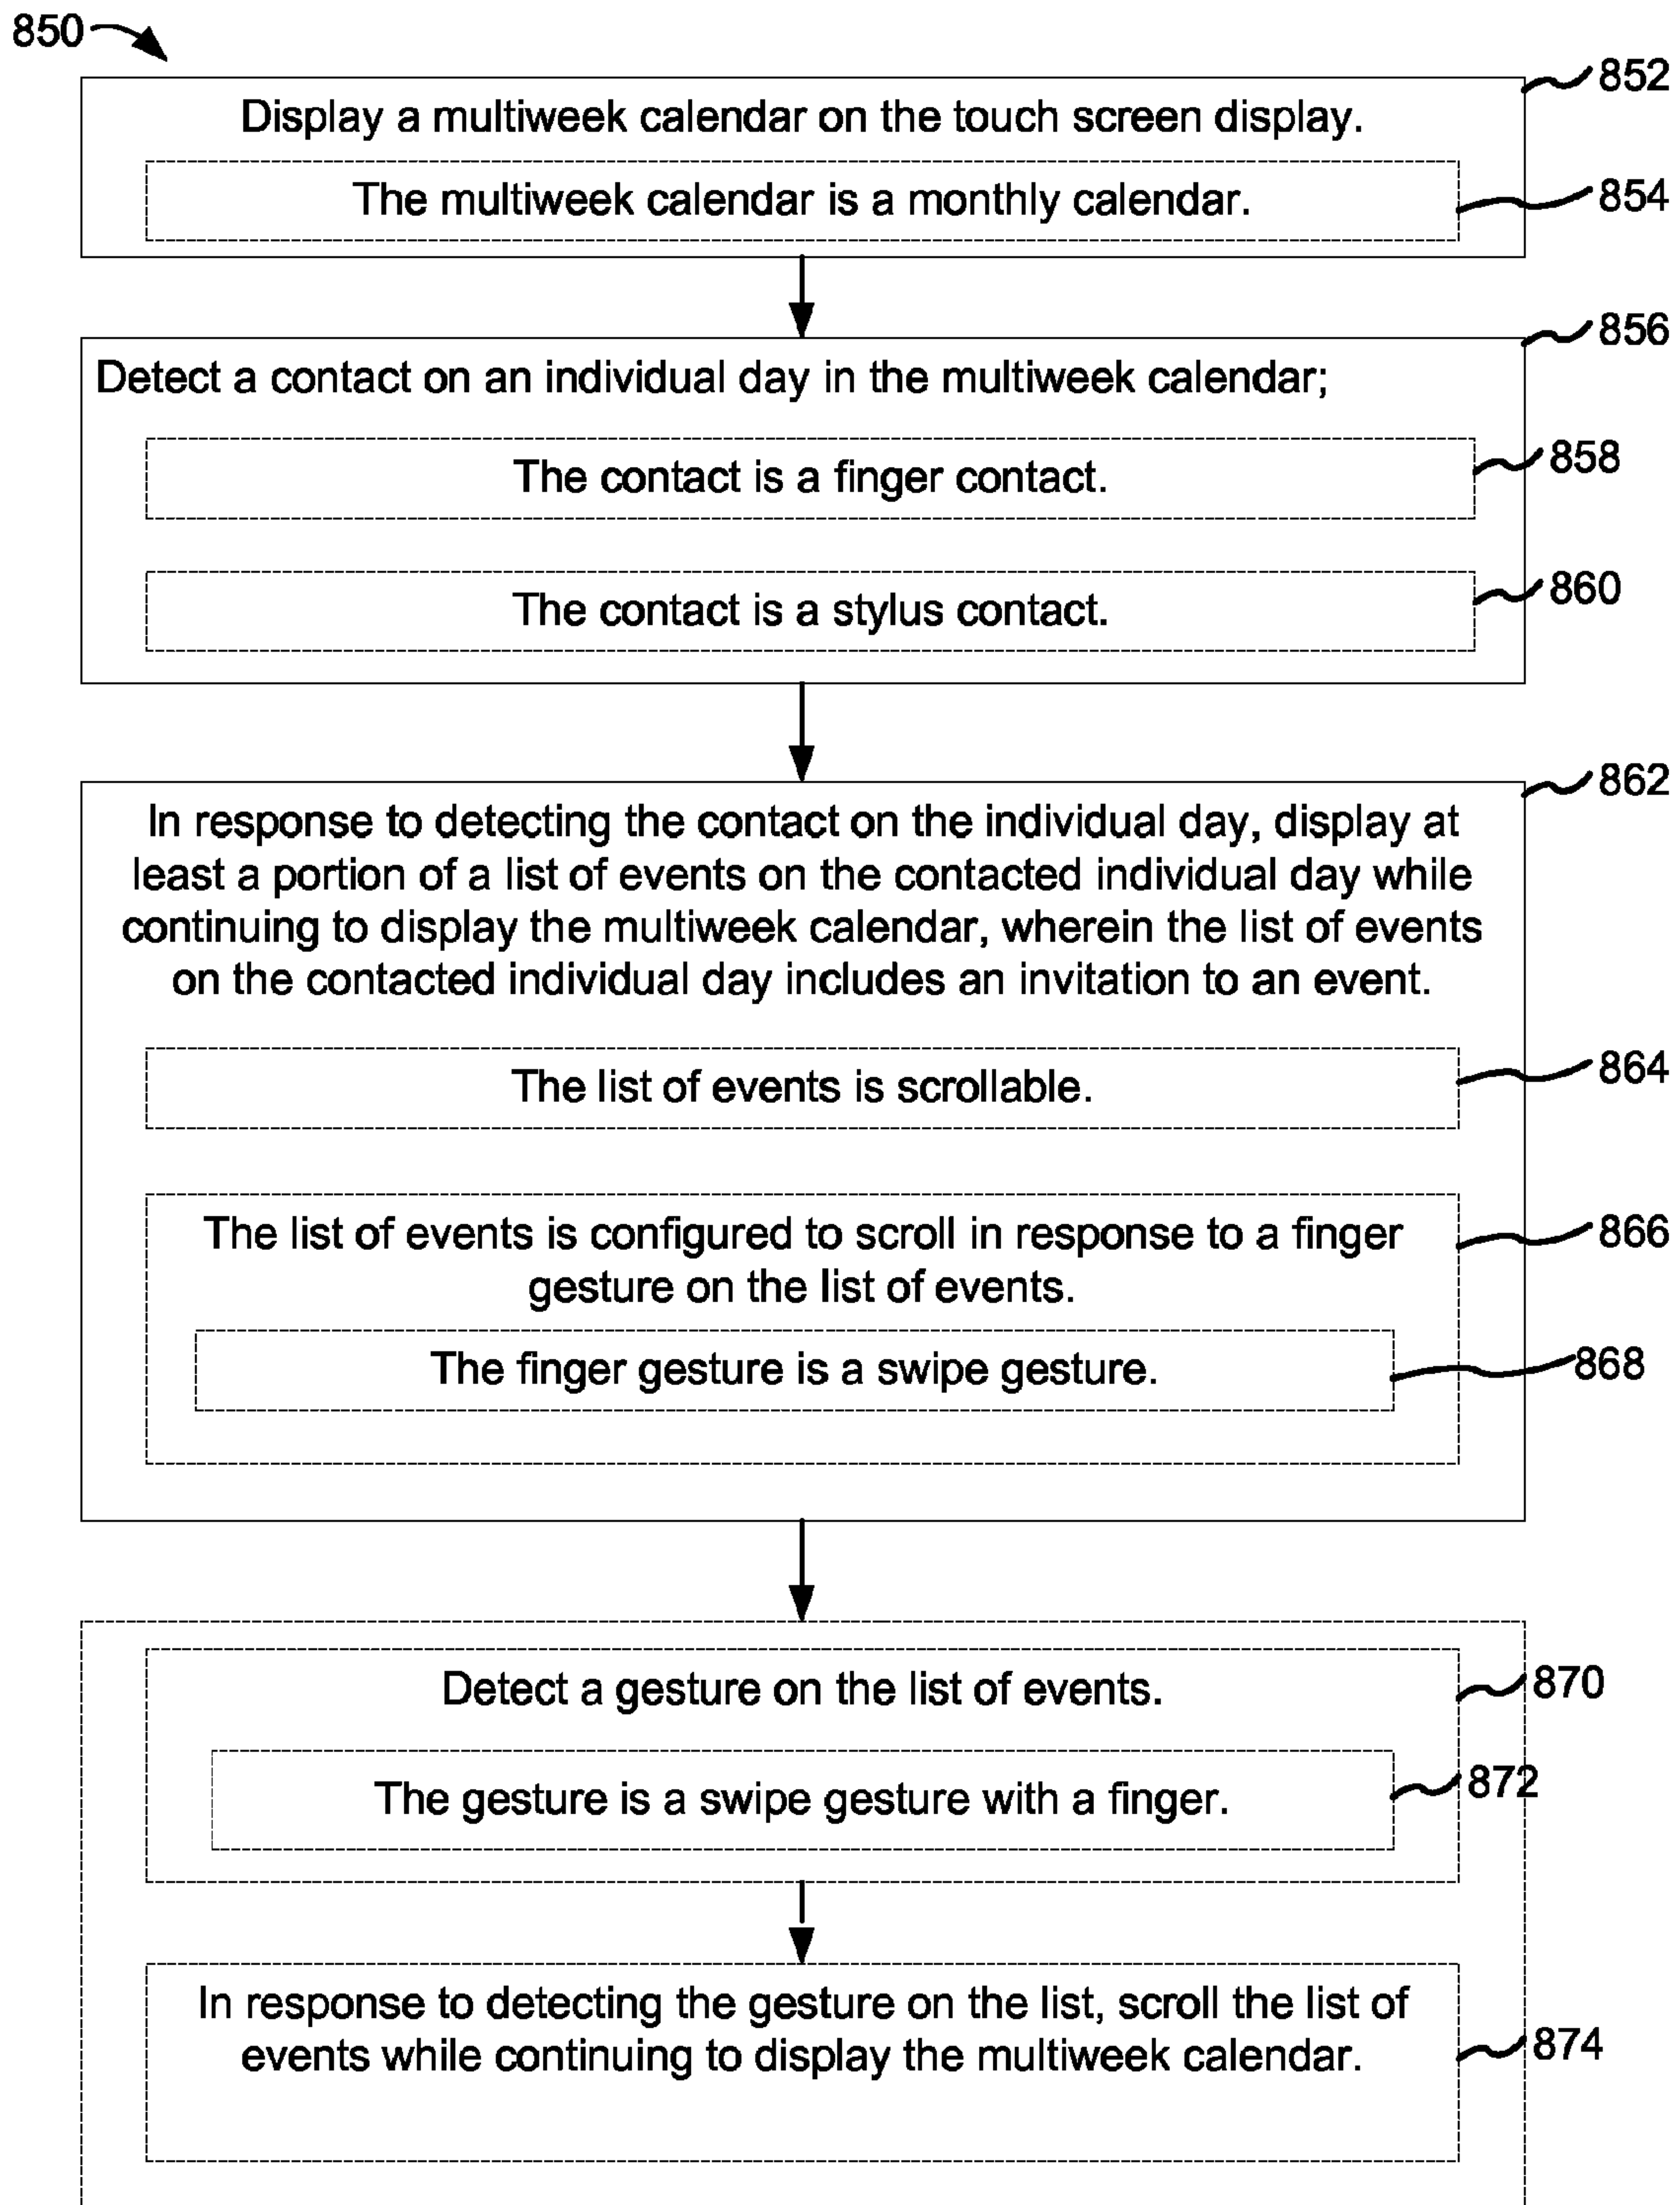 850
852
Display a multiweek calendar on the touch screen display.
The multiweek calendar is a monthly calendar.
854
856
Detect a contact on an individual day in the multiweek calendar;
The contact is a finger contact.
858
The contact is a stylus contact.
860
862
In response to detecting the contact on the individual day, display at
least a portion of a list of events on the contacted individual day while
continuing to display the multiweek calendar, wherein the list of events
on the contacted individual day includes an invitation to an event.
The list of events is scrollable.
864
The list of events is configured to scroll in response to a finger
gesture on the list of events.
866
The finger gesture is a swipe gesture.
868
Detect a gesture on the list of events.
870
The gesture is a swipe gesture with a finger.
872
In response to detecting the gesture on the list, scroll the list of
events while continuing to display the multiweek calendar.
874